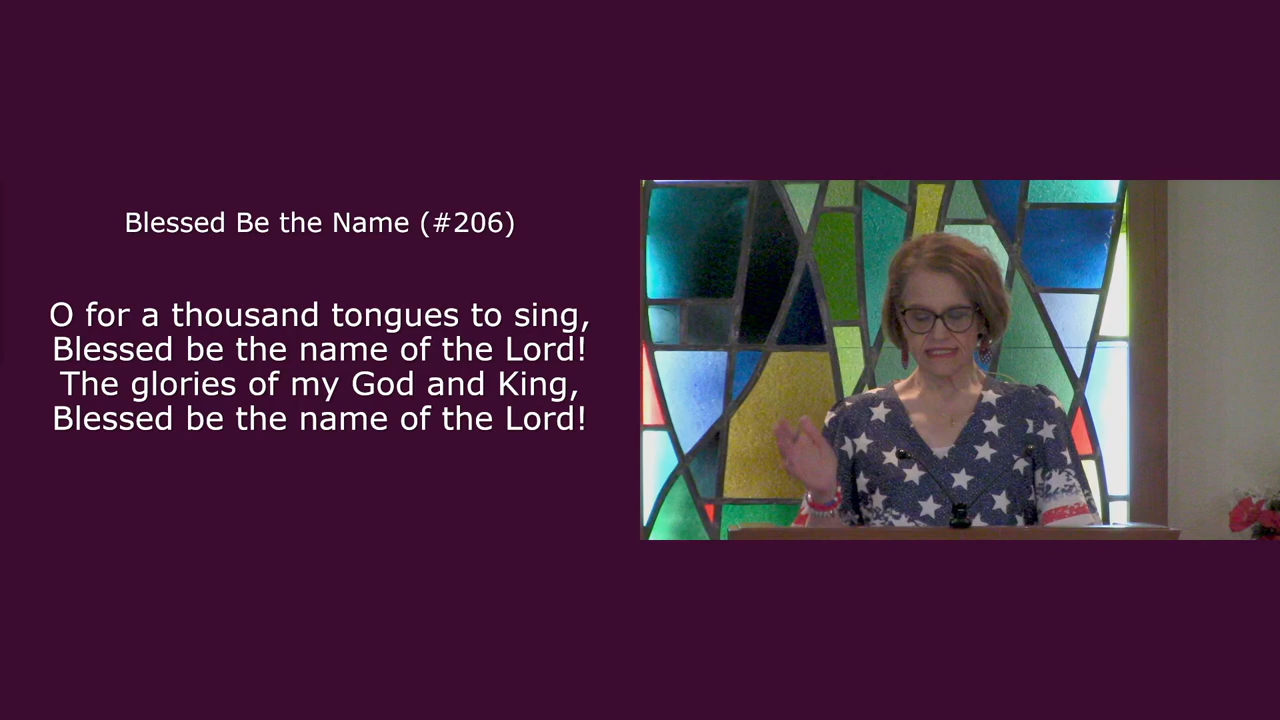 Blessed Be the Name (#206)
O for a thousand tongues to sing,
Blessed be the name of the Lord!
The glories of my God and King,
Blessed be the name of the Lord!